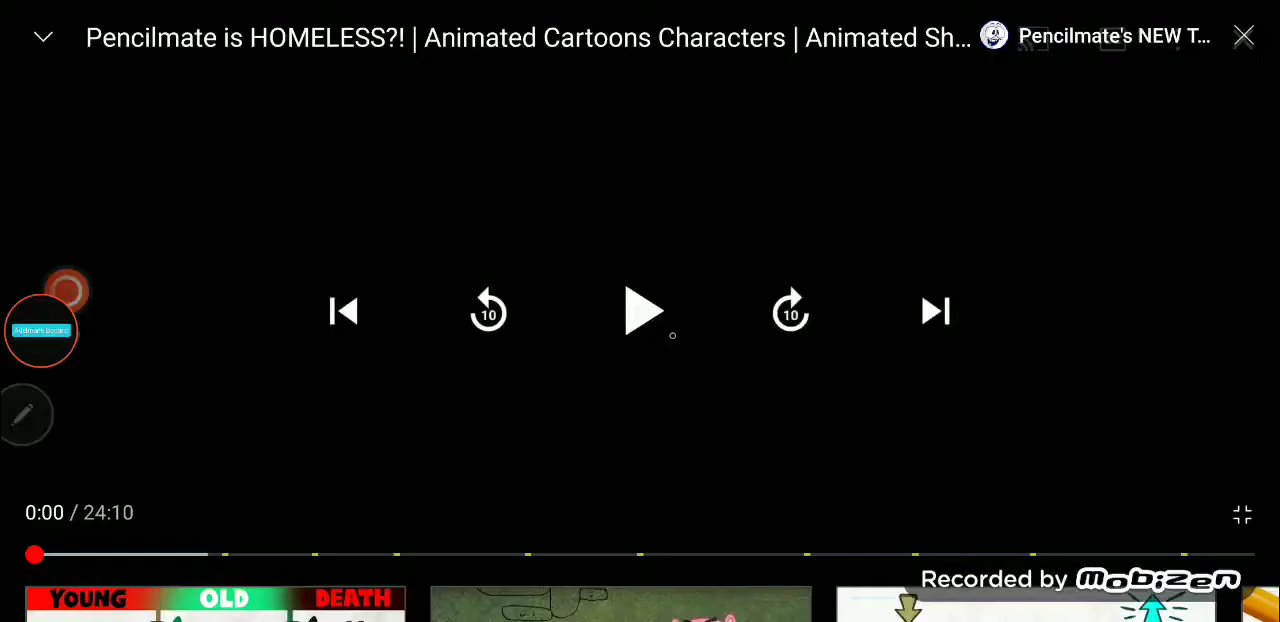 Pencilmate is HOMELESS?! | Animated Cartoons Characters | Animated Sh...
Pencilmate's NEW T...
10
10
0:00 / 24:10
Recorded by Mobizen
YOUNG
OLD
DEATH